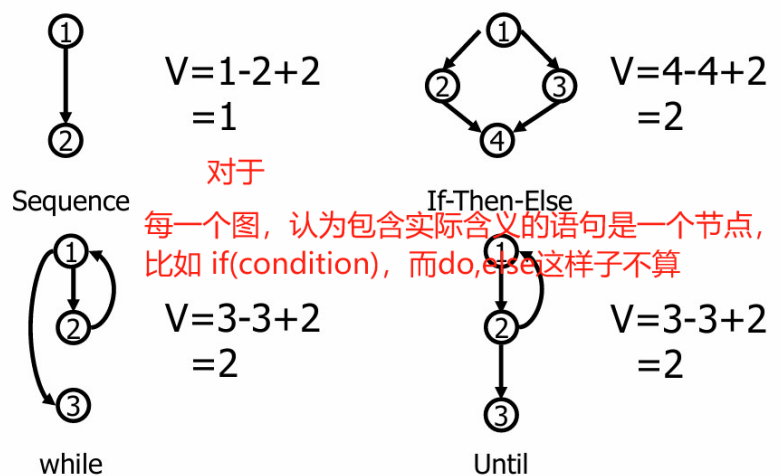 1
2
V=1-2+2
=1
Sequence
1
2
3
4
V=4-4+2
=2
If-Then-Else
对于
每一个图，认为包含实际含义的语句是一个节点，
比如 if(condition)，而do,else这样子不算
1
2
3
V=3-3+2
=2
while
1
2
3
V=3-3+2
=2
Until